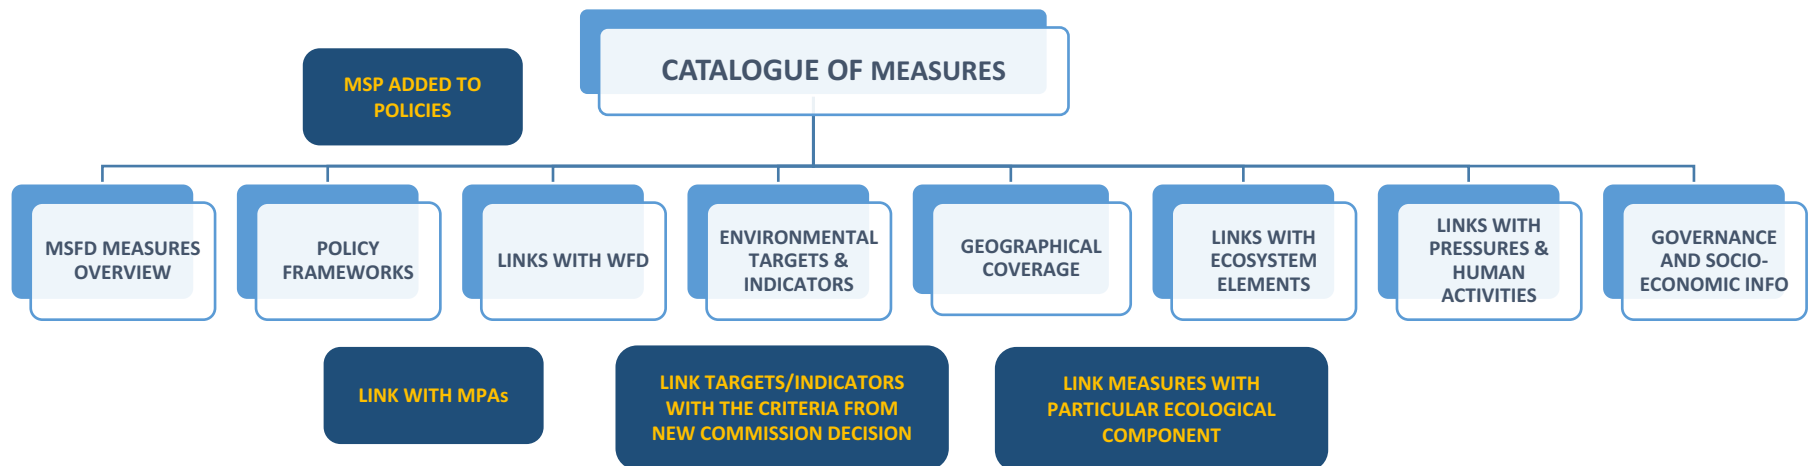 CATALOGUE OF MEASURES
MSP ADDED TO
POLICIES
MSFD MEASURES
OVERVIEW
POLICY
FRAMEWORKS
LINKS WITH WFD
ENVIRONMENTAL
TARGETS &
INDICATORS
GEOGRAPHICAL
COVERAGE
LINKS WITH
ECOSYSTEM
ELEMENTS
LINKS WITH
PRESSURES &
HUMAN
ACTIVITIES
GOVERNANCE
AND SOCIO-
ECONOMIC INFO
LINK WITH MPAs
LINK TARGETS/INDICATORS
WITH THE CRITERIA FROM
NEW COMMISSION DECISION
LINK MEASURES WITH
PARTICULAR ECOLOGICAL
COMPONENT